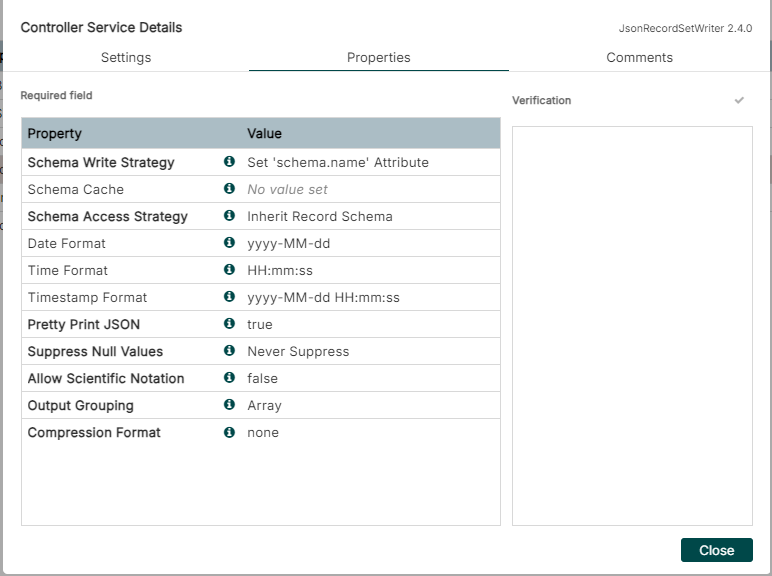 Controller Service Details
JsonRecordSetWriter 2.4.0
Settings Properties Comments
Required field
Verification
Property Value
Schema Write Strategy Set 'schema.name' Attribute
Schema Cache No value set
Schema Access Strategy Inherit Record Schema
Date Format yyyy-MM-dd
Time Format HH:mm:ss
Timestamp Format yyyy-MM-dd HH:mm:ss
Pretty Print JSON true
Suppress Null Values Never Suppress
Allow Scientific Notation false
Output Grouping Array
Compression Format none
Close